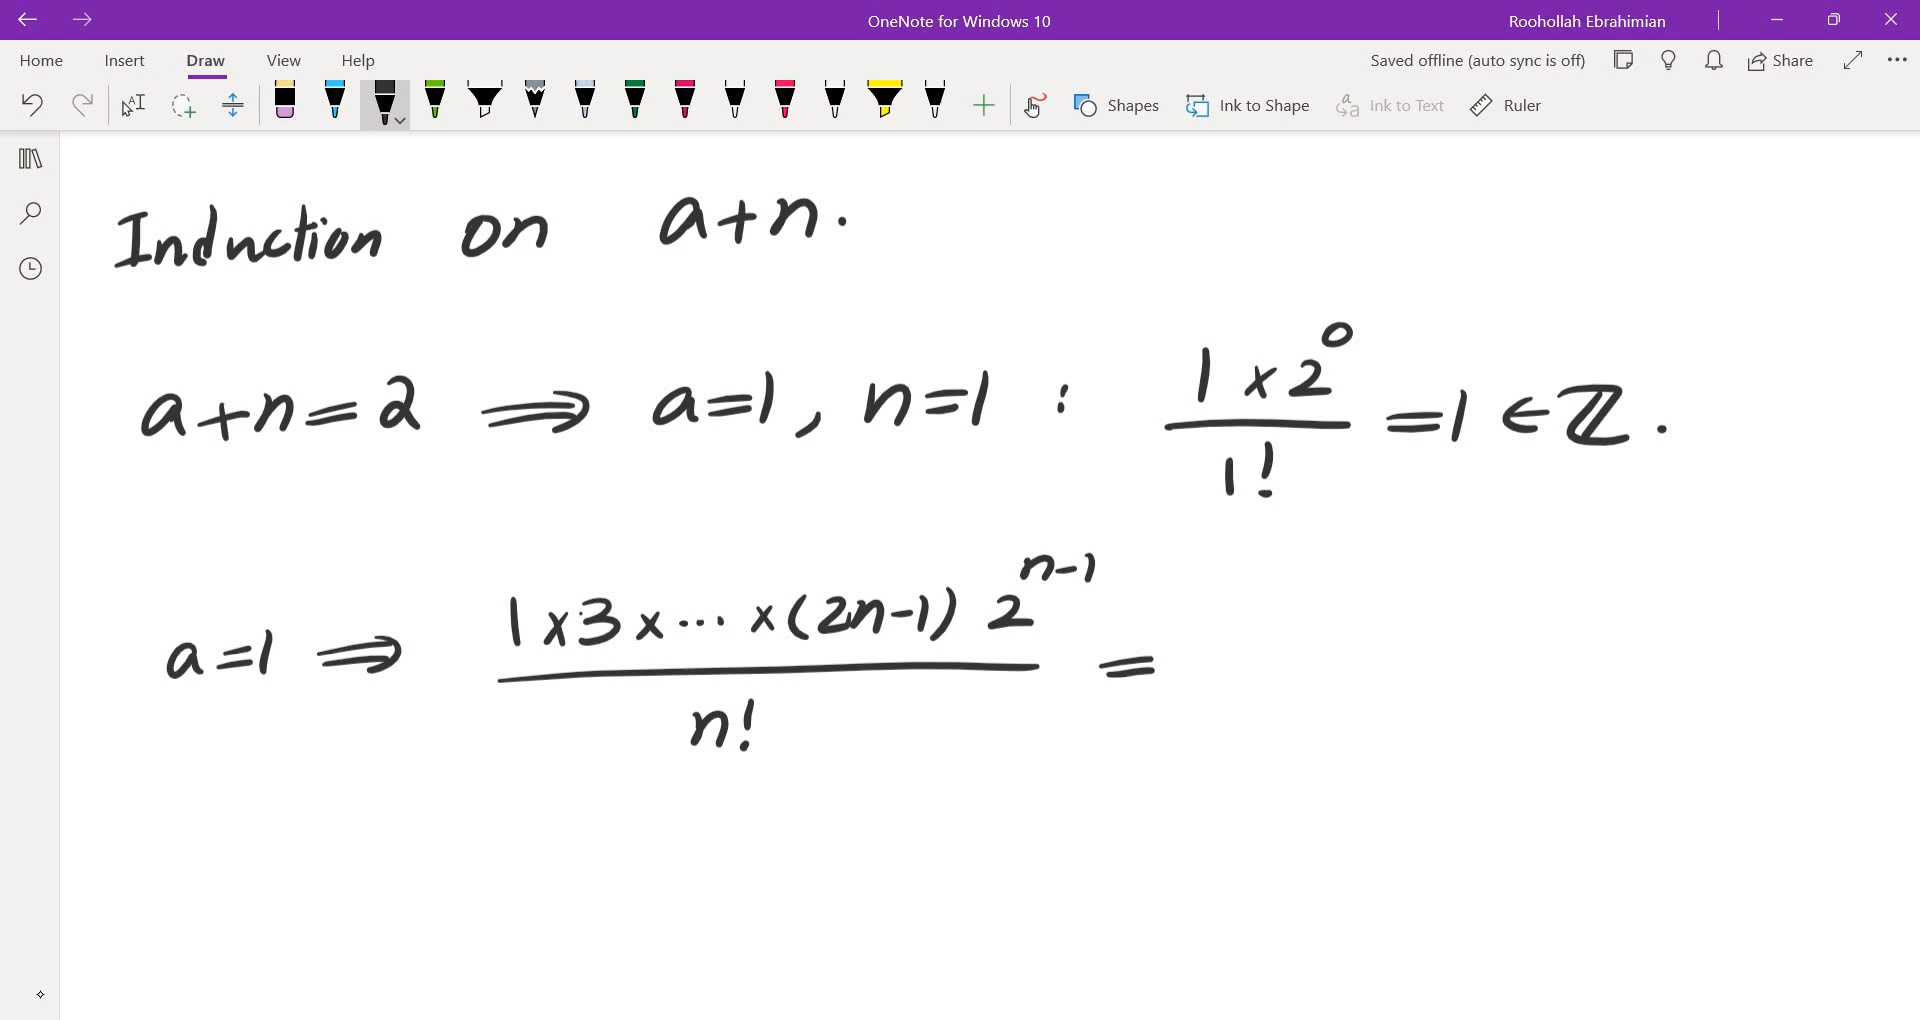 OneNote for Windows 10
Roohollah Ebrahimian
Home Insert Draw View Help
Saved offline (auto sync is off) Share
Shapes Ink to Shape Ink to Text Ruler
Induction on a+n.
a+n=2 ⟹ a=1, n=1 : (1×2^0)/(1!) =1 ∈ ℤ.
a=1 ⟹ (1×3×⋯×(2n-1) 2^(n-1))/(n!) =